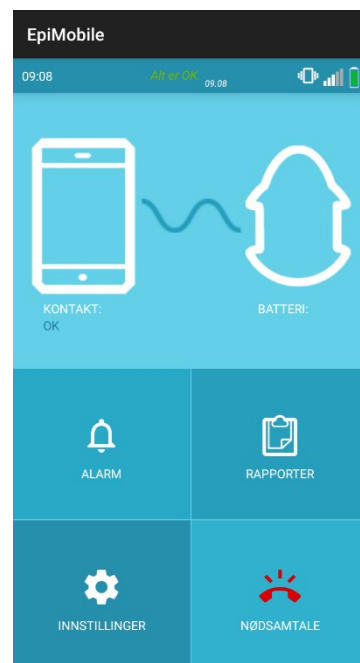 EpiMobile
09:08 Alt er OK. 09.08
KONTAKT: BATTERI:
OK
ALARM RAPPORTER
INNSTILLINGER NØDSAMTALE